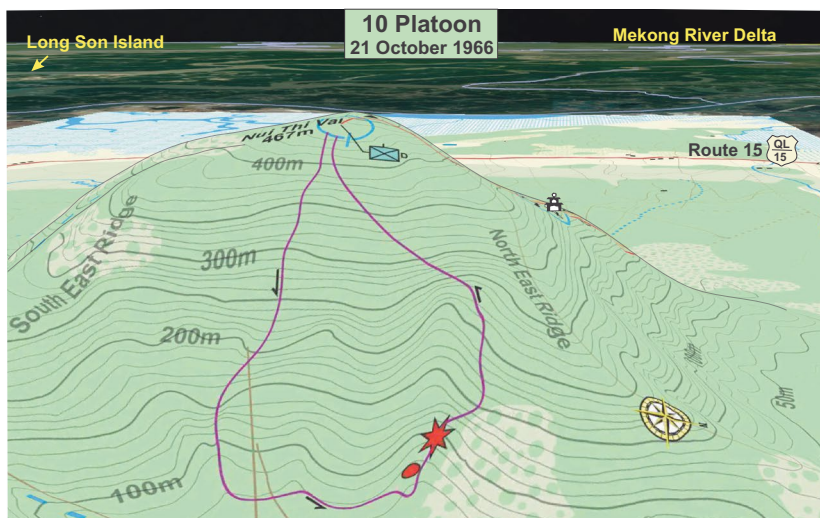 10 Platoon
21 October 1966
Long Son Island
Mekong River Delta
Nui Thi Vai
467m
Route 15
QL
15
400m
300m
200m
100m
South East Ridge
North East Ridge
50m
D